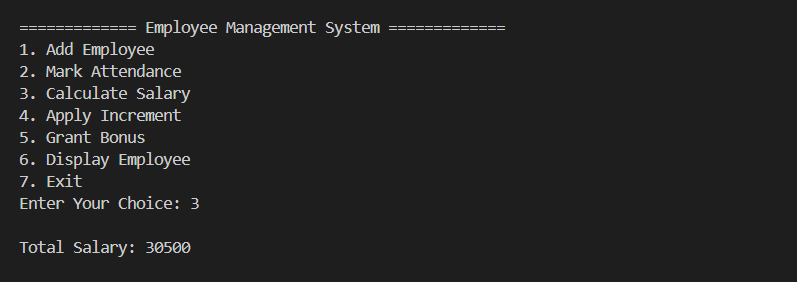 ============= Employee Management System =============
1. Add Employee
2. Mark Attendance
3. Calculate Salary
4. Apply Increment
5. Grant Bonus
6. Display Employee
7. Exit
Enter Your Choice: 3
Total Salary: 30500